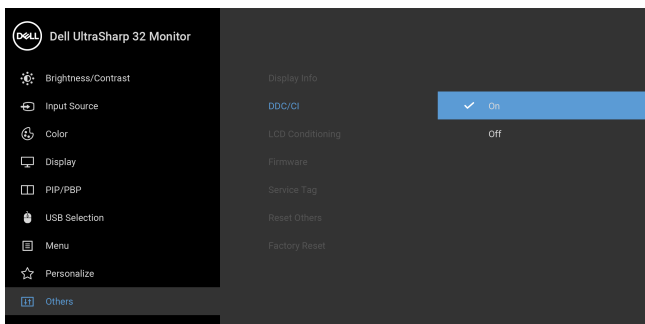 DELL Dell UltraSharp 32 Monitor
Brightness/Contrast
Input Source
Color
Display
PIP/PBP
USB Selection
Menu
Personalize
Others
Display Info
DDC/CI
LCD Conditioning
Firmware
Service Tag
Reset Others
Factory Reset
On
Off